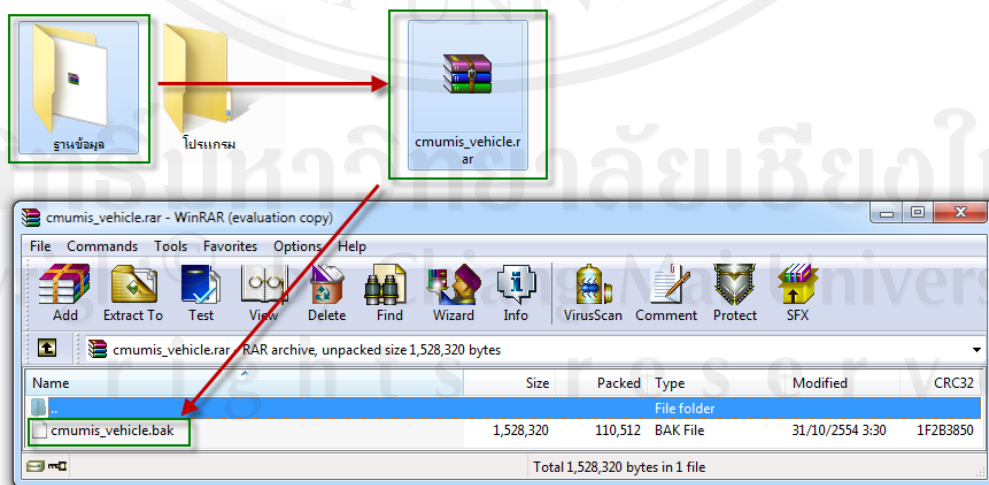 ฐานข้อมูล
โปรแกรม
cmumis_vehicle.r
ar
cmumis_vehicle.rar - WinRAR (evaluation copy)
File Commands Tools Favorites Options Help
Add Extract To Test View Delete Find Wizard Info VirusScan Comment Protect SFX
cmumis_vehicle.rar - RAR archive, unpacked size 1,528,320 bytes
Name Size Packed Type Modified CRC32
.. File folder
cmumis_vehicle.bak 1,528,320 110,512 BAK File 31/10/2554 3:30 1F2B3850
Total 1,528,320 bytes in 1 file